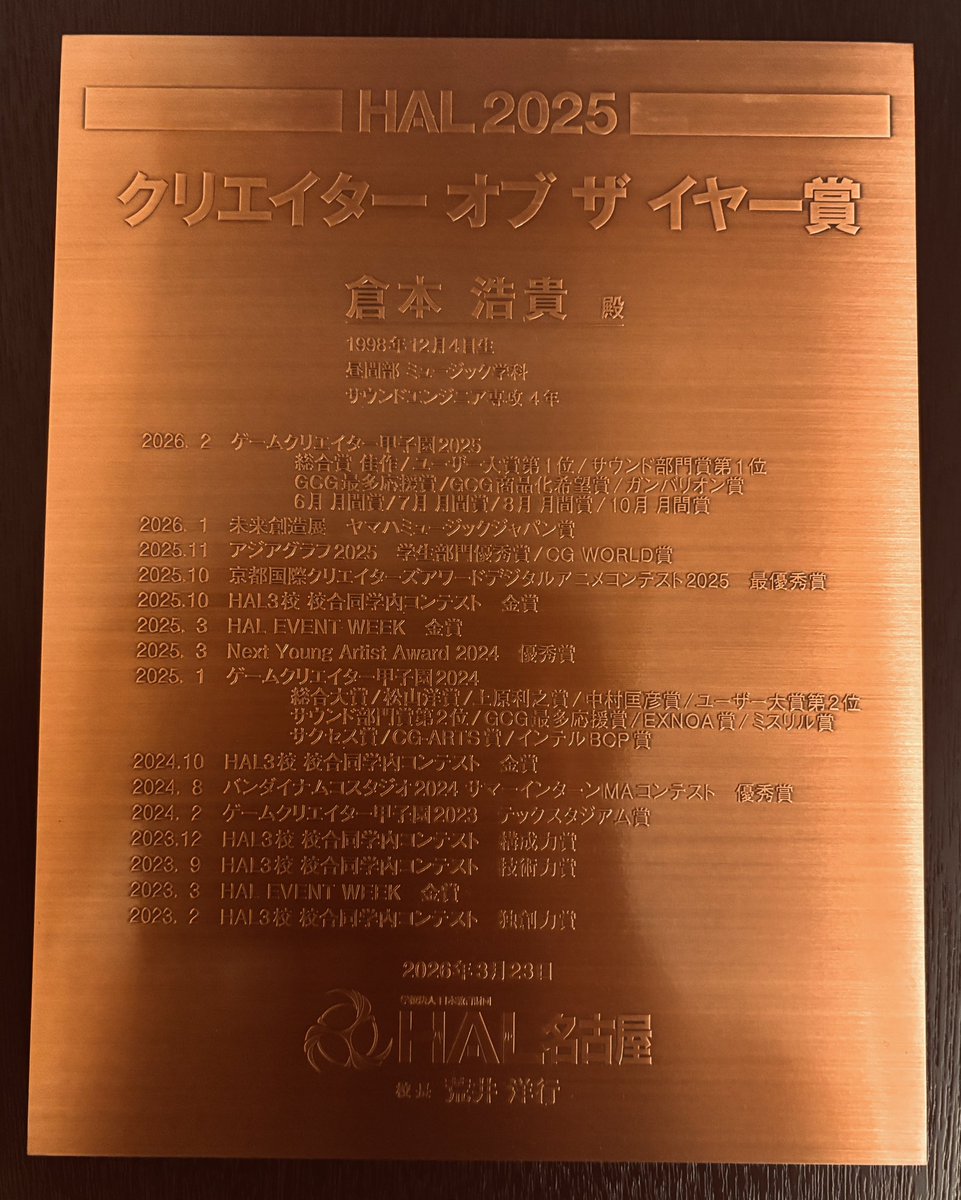 HAL 2025
クリエイター オブ ザ イヤー賞
倉本 浩貴 殿
1998年12月4日生
昼間部 ミュージック学科
サウンドエンジニア専攻 4年
2026. 2 ゲームクリエイター甲子園2025
総合賞 佳作/ユーザー大賞第1位/サウンド部門賞第1位
GCG最多応援賞/GCG商品化希望賞/ガンバリオン賞
6月 月間賞/7月 月間賞/8月 月間賞/10月 月間賞
2026. 1 未来創造展 ヤマハミュージックジャパン賞
2025.11 アジアグラフ2025 学生部門優秀賞/CG WORLD賞
2025.10 京都国際クリエイターズアワードデジタルアニメコンテスト2025 最優秀賞
2025.10 HAL3校 校合同学内コンテスト 金賞
2025. 3 HAL EVENT WEEK 金賞
2025. 3 Next Young Artist Award 2024 優秀賞
2025. 1 ゲームクリエイター甲子園2024
総合大賞/松山洋賞/上原利之賞/中村匡彦賞/ユーザー大賞第2位
サウンド部門賞第2位/GCG最多応援賞/EXNOA賞/ミスリル賞
サクセス賞/CG-ARTS賞/インテルBCP賞
2024.10 HAL3校 校合同学内コンテスト 金賞
2024. 8 バンダイナムコスタジオ2024 サマーインターンMAコンテスト 優秀賞
2024. 2 ゲームクリエイター甲子園2023 テックスタジアム賞
2023.12 HAL3校 校合同学内コンテスト 構成力賞
2023. 9 HAL3校 校合同学内コンテスト 技術力賞
2023. 3 HAL EVENT WEEK 金賞
2023. 2 HAL3校 校合同学内コンテスト 独創力賞
2026年3月23日
HAL名古屋
校長 荒井 洋行